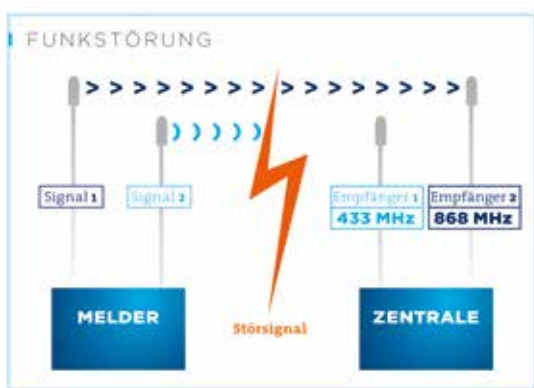 FUNKSTÖRUNG
Signal 1
Signal 2
Empfänger 1
433 MHz
Empfänger 2
868 MHz
MELDER
Störsignal
ZENTRALE